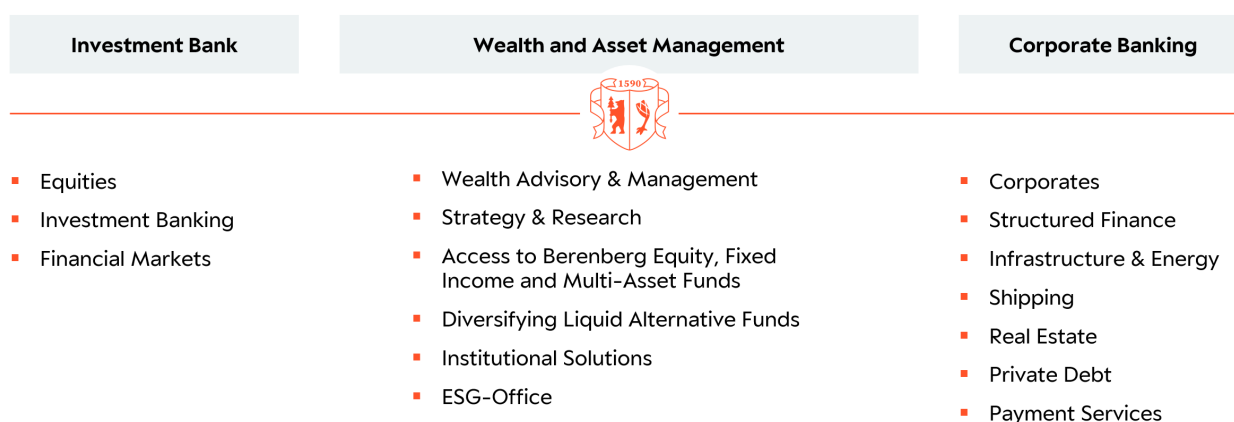 Investment Bank
Wealth and Asset Management
Corporate Banking
1590
Equities
Investment Banking
Financial Markets
Wealth Advisory & Management
Strategy & Research
Access to Berenberg Equity, Fixed
Income and Multi-Asset Funds
Diversifying Liquid Alternative Funds
Institutional Solutions
ESG-Office
Corporates
Structured Finance
Infrastructure & Energy
Shipping
Real Estate
Private Debt
Payment Services